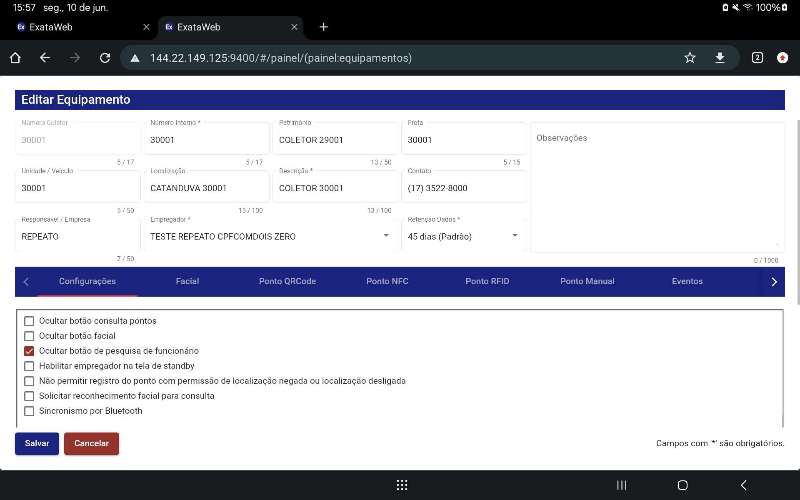 15:57 seg., 10 de jun. 100%
Ex ExataWeb Ex ExataWeb
144.22.149.125:9400/#/painel/(painel:equipamentos) 2
Editar Equipamento
Número Coletor Número Interno * Patrimônio Frota
30001 30001 COLETOR 29001 30001 Observações
5 / 17 5 / 17 13 / 50 5 / 15
Unidade / Veículo Localização Descrição * Contato
30001 CATANDUVA 30001 COLETOR 30001 (17) 3522-8000
5 / 50 15 / 100 13 / 100
Responsável / Empresa Empregador * Retenção Dados *
REPEATO TESTE REPEATO CPFCOMDOIS ZERO 45 dias (Padrão)
7 / 50 0 / 1000
Configurações Facial Ponto QRCode Ponto NFC Ponto RFID Ponto Manual Eventos
Ocultar botão consulta pontos
Ocultar botão facial
Ocultar botão de pesquisa de funcionário
Habilitar empregador na tela de standby
Não permitir registro do ponto com permissão de localização negada ou localização desligada
Solicitar reconhecimento facial para consulta
Sincronismo por Bluetooth
Salvar Cancelar Campos com '*' são obrigatórios.